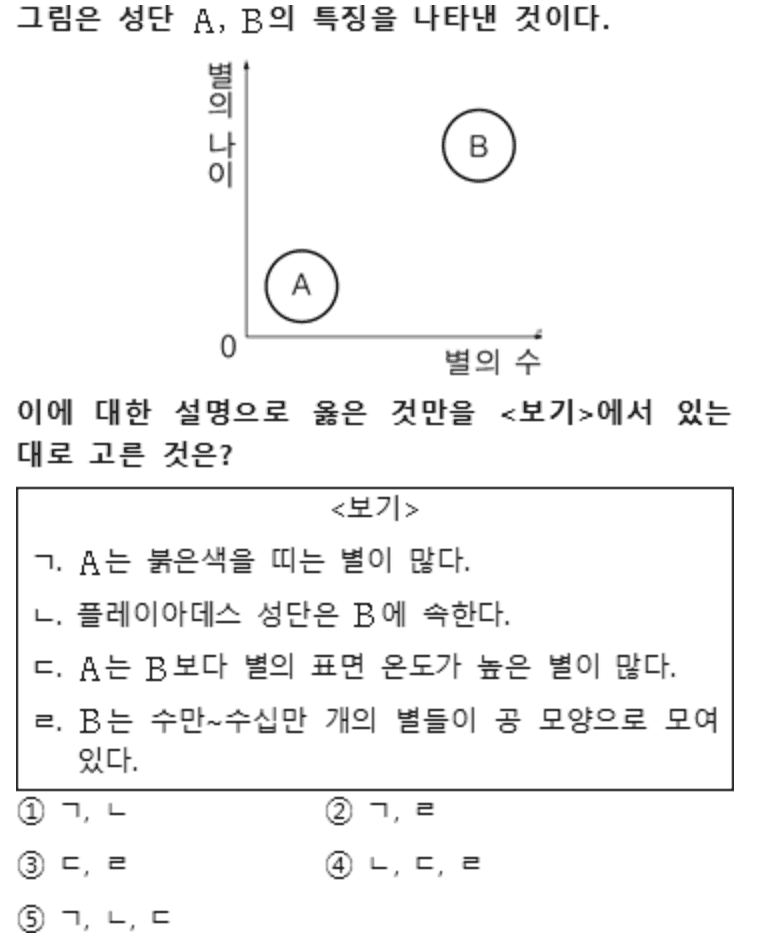 그림은 성단 A, B의 특징을 나타낸 것이다.
별의 나이
B
A
0
별의 수
이에 대한 설명으로 옳은 것만을 <보기>에서 있는
대로 고른 것은?
<보기>
ㄱ. A는 붉은색을 띠는 별이 많다.
ㄴ. 플레이아데스 성단은 B에 속한다.
ㄷ. A는 B보다 별의 표면 온도가 높은 별이 많다.
ㄹ. B는 수만~수십만 개의 별들이 공 모양으로 모여
있다.
① ㄱ, ㄴ ② ㄱ, ㄹ
③ ㄷ, ㄹ ④ ㄴ, ㄷ, ㄹ
⑤ ㄱ, ㄴ, ㄷ